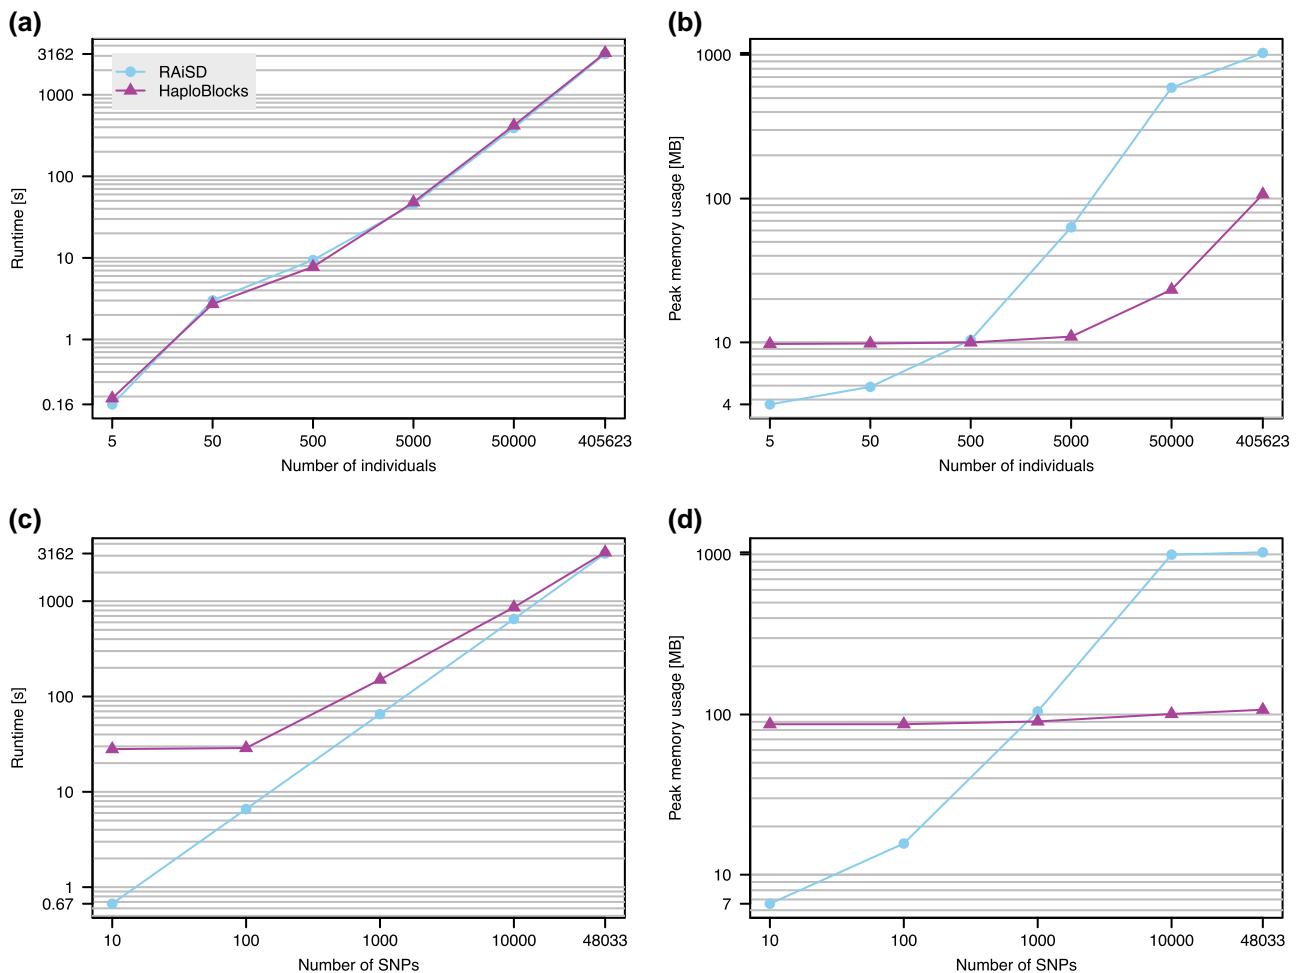 (a)
3162
1000
100
10
1
0.16
Runtime [s]
RAiSD
HaploBlocks
5 50 500 5000 50000 405623
Number of individuals
(b)
1000
100
10
4
Peak memory usage [MB]
5 50 500 5000 50000 405623
Number of individuals
(c)
3162
1000
100
10
1
0.67
Runtime [s]
10 100 1000 10000 48033
Number of SNPs
(d)
1000
100
10
7
Peak memory usage [MB]
10 100 1000 10000 48033
Number of SNPs